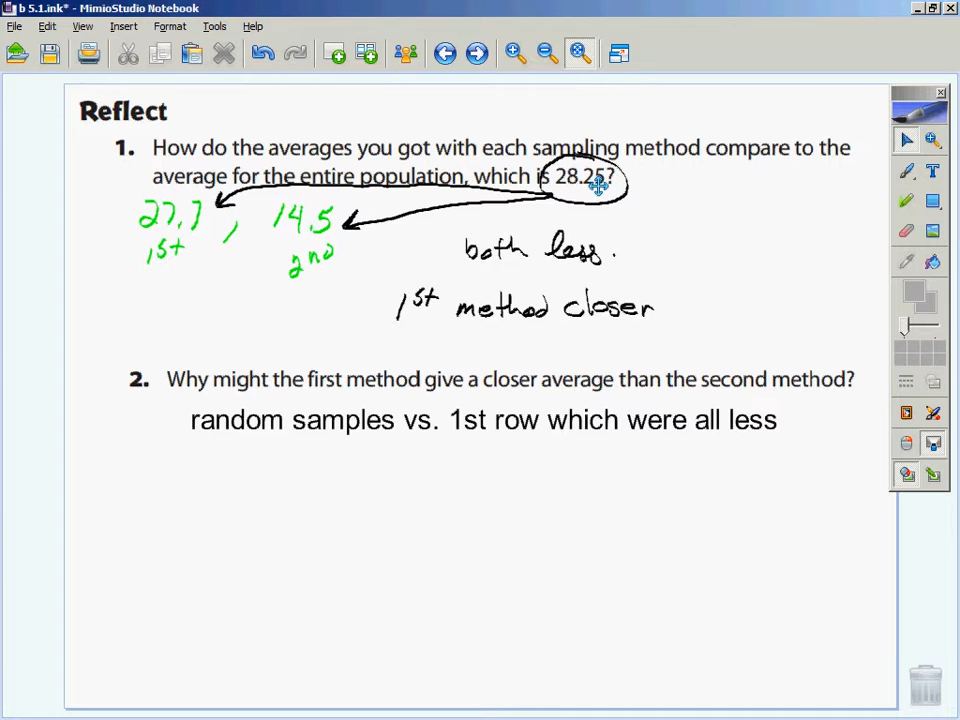 b 5.1.ink* - MimioStudio Notebook
File Edit View Insert Format Tools Help
Reflect
1. How do the averages you got with each sampling method compare to the
average for the entire population, which is 28.25?
27.7 , 14.5
1st 2nd
both less.
1st method closer
2. Why might the first method give a closer average than the second method?
random samples vs. 1st row which were all less